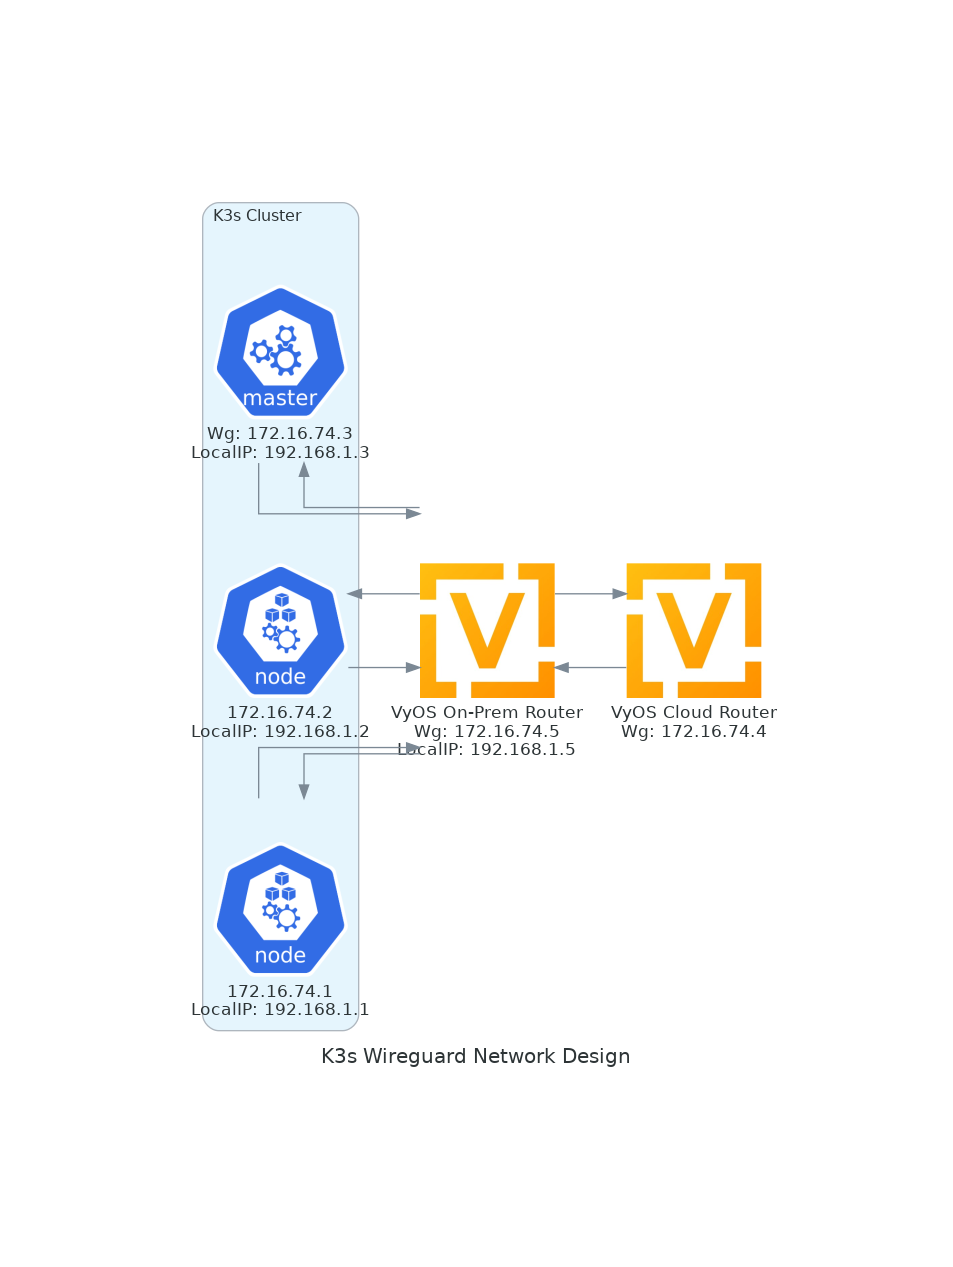 K3s Cluster
master
Wg: 172.16.74.3
LocalIP: 192.168.1.3
node
172.16.74.2
LocalIP: 192.168.1.2
VyOS On-Prem Router
Wg: 172.16.74.5
LocalIP: 192.168.1.5
VyOS Cloud Router
Wg: 172.16.74.4
node
172.16.74.1
LocalIP: 192.168.1.1
K3s Wireguard Network Design